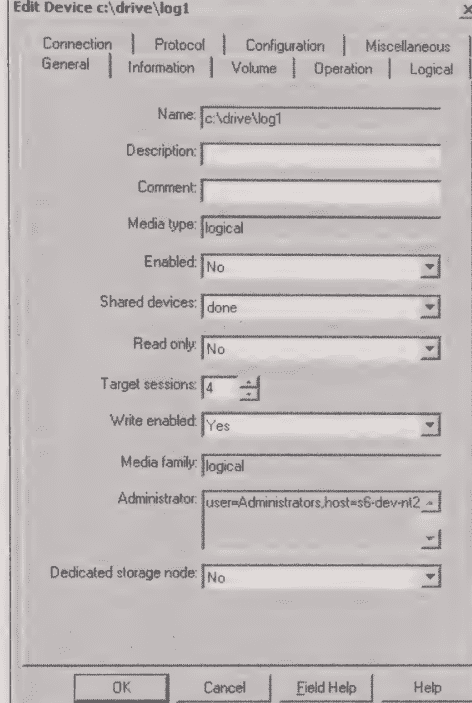 Edit Device c:\drive\log1
Connection Protocol Configuration Miscellaneous
General Information Volume Operation Logical
Name: c:\drive\log1
Description:
Comment:
Media type: logical
Enabled: No
Shared devices: done
Read only: No
Target sessions: 4
Write enabled: Yes
Media family: logical
Administrator: user=Administrators,host=s6-dev-nt2
Dedicated storage node: No
OK Cancel Field Help Help